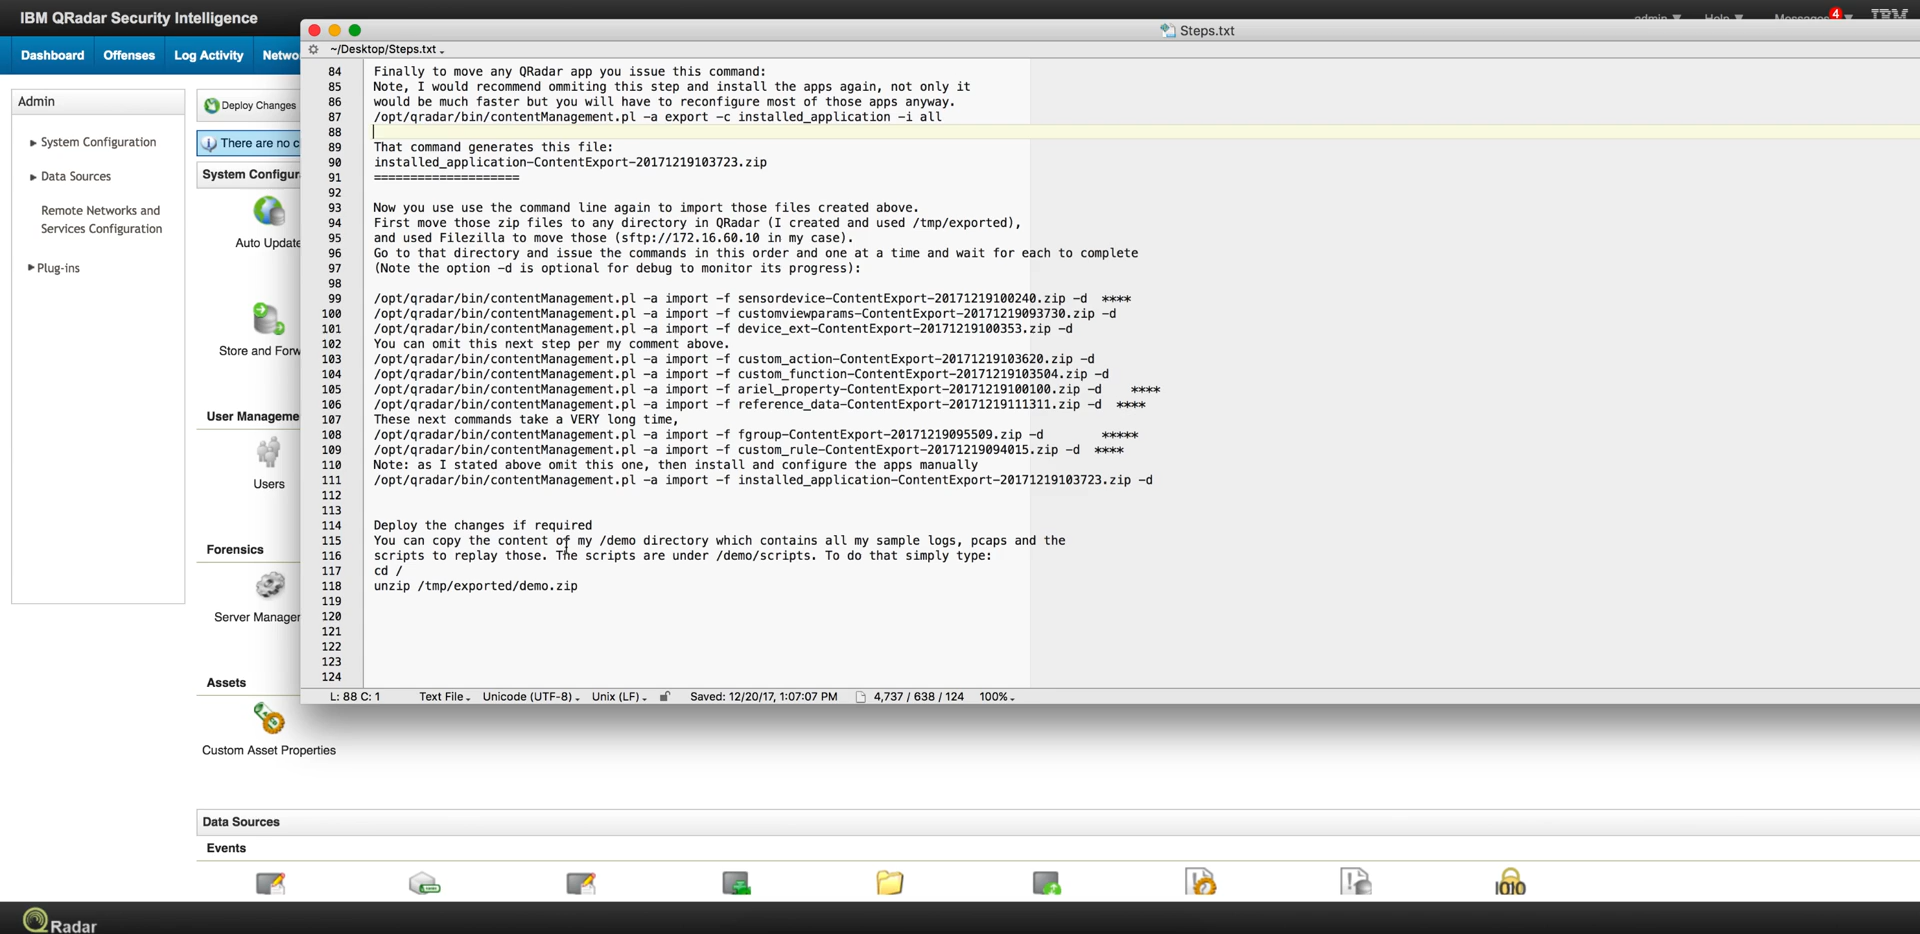 IBM QRadar Security Intelligence
admin Help Messages 4 IBM
Dashboard Offenses Log Activity
Admin
System Configuration
Data Sources
Remote Networks and
Services Configuration
Plug-ins
Deploy Changes
There are no
Auto Update
User Management
Users
Forensics
Assets
Custom Asset Properties
Data Sources
Events
QRadar
Steps.txt
~/Desktop/Steps.txt
84 Finally to move any QRadar app you issue this command:
85 Note, I would recommend ommiting this step and install the apps again, not only it
86 would be much faster but you will have to reconfigure most of those apps anyway.
87 /opt/qradar/bin/contentManagement.pl -a export -c installed_application -i all
88
89 That command generates this file:
90 installed_application-ContentExport-20171219103723.zip
91 ====================
92
93 Now you use use the command line again to import those files created above.
94 First move those zip files to any directory in QRadar (I created and used /tmp/exported),
95 and used Filezilla to move those (sftp://172.16.60.10 in my case).
96 Go to that directory and issue the commands in this order and one at a time and wait for each to complete
97 (Note the option -d is optional for debug to monitor its progress):
98
99 /opt/qradar/bin/contentManagement.pl -a import -f sensordevice-ContentExport-20171219100240.zip -d ****
100 /opt/qradar/bin/contentManagement.pl -a import -f customviewparams-ContentExport-20171219093730.zip -d
101 /opt/qradar/bin/contentManagement.pl -a import -f device_ext-ContentExport-20171219100353.zip -d
102 You can omit this next step per my comment above.
103 /opt/qradar/bin/contentManagement.pl -a import -f custom_action-ContentExport-20171219103620.zip -d
104 /opt/qradar/bin/contentManagement.pl -a import -f custom_function-ContentExport-20171219103504.zip -d
105 /opt/qradar/bin/contentManagement.pl -a import -f ariel_property-ContentExport-20171219100100.zip -d ****
106 /opt/qradar/bin/contentManagement.pl -a import -f reference_data-ContentExport-20171219111311.zip -d ****
107 These next commands take a VERY long time,
108 /opt/qradar/bin/contentManagement.pl -a import -f fgroup-ContentExport-20171219095509.zip -d *****
109 /opt/qradar/bin/contentManagement.pl -a import -f custom_rule-ContentExport-20171219094015.zip -d ****
110 Note: as I stated above omit this one, then install and configure the apps manually
111 /opt/qradar/bin/contentManagement.pl -a import -f installed_application-ContentExport-20171219103723.zip -d
112
113
114 Deploy the changes if required
115 You can copy the content of my /demo directory which contains all my sample logs, pcaps and the
116 scripts to replay those. The scripts are under /demo/scripts. To do that simply type:
117 cd /
118 unzip /tmp/exported/demo.zip
119
120
121
122
123
124
L: 88 C: 1 Text File Unicode (UTF-8) Unix (LF) Saved: 12/20/17, 1:07:07 PM 4,737 / 638 / 124 100%